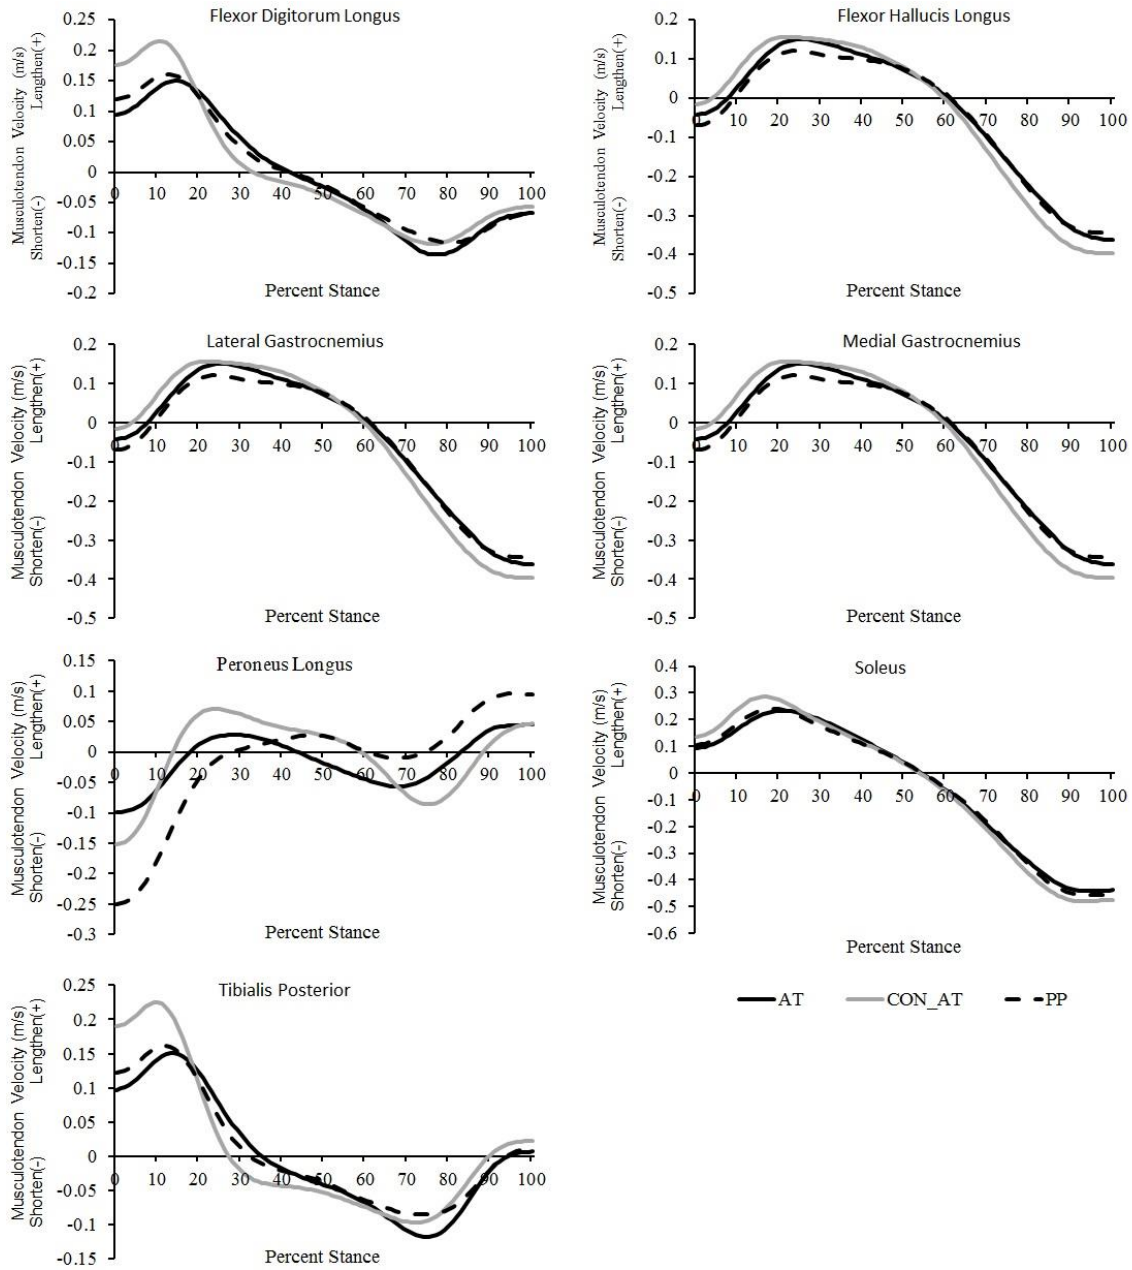 Flexor Digitorum Longus
Musculotendon Velocity (m/s)
Shorten(-) Lengthen(+)
0.25
0.2
0.15
0.1
0.05
0
-0.05
-0.1
-0.15
-0.2
0 10 20 30 40 50 60 70 80 90 100
Percent Stance
Flexor Hallucis Longus
Musculotendon Velocity (m/s)
Shorten(-) Lengthen(+)
0.2
0.1
0
-0.1
-0.2
-0.3
-0.4
-0.5
0 10 20 30 40 50 60 70 80 90 100
Percent Stance
Lateral Gastrocnemius
Musculotendon Velocity (m/s)
Shorten(-) Lengthen(+)
0.2
0.1
0
-0.1
-0.2
-0.3
-0.4
-0.5
0 10 20 30 40 50 60 70 80 90 100
Percent Stance
Medial Gastrocnemius
Musculotendon Velocity (m/s)
Shorten(-) Lengthen(+)
0.2
0.1
0
-0.1
-0.2
-0.3
-0.4
-0.5
0 10 20 30 40 50 60 70 80 90 100
Percent Stance
Peroneus Longus
Musculotendon Velocity (m/s)
Shorten(-) Lengthen(+)
0.15
0.1
0.05
0
-0.05
-0.1
-0.15
-0.2
-0.25
-0.3
0 10 20 30 40 50 60 70 80 90 100
Percent Stance
Soleus
Musculotendon Velocity (m/s)
Shorten(-) Lengthen(+)
0.4
0.3
0.2
0.1
0
-0.1
-0.2
-0.3
-0.4
-0.5
-0.6
0 10 20 30 40 50 60 70 80 90 100
Percent Stance
Tibialis Posterior
Musculotendon Velocity (m/s)
Shorten(-) Lengthen(+)
0.25
0.2
0.15
0.1
0.05
0
-0.05
-0.1
-0.15
0 10 20 30 40 50 60 70 80 90 100
Percent Stance
AT CON_AT PP